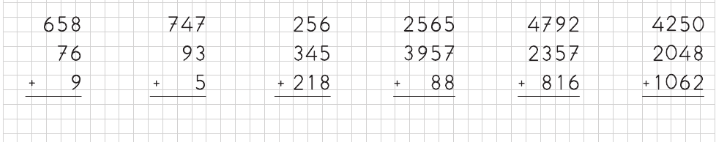 658 747 256 2565 4792 4250
76 93 345 3957 2357 2048
+ 9 + 5 + 218 + 88 + 816 + 1062